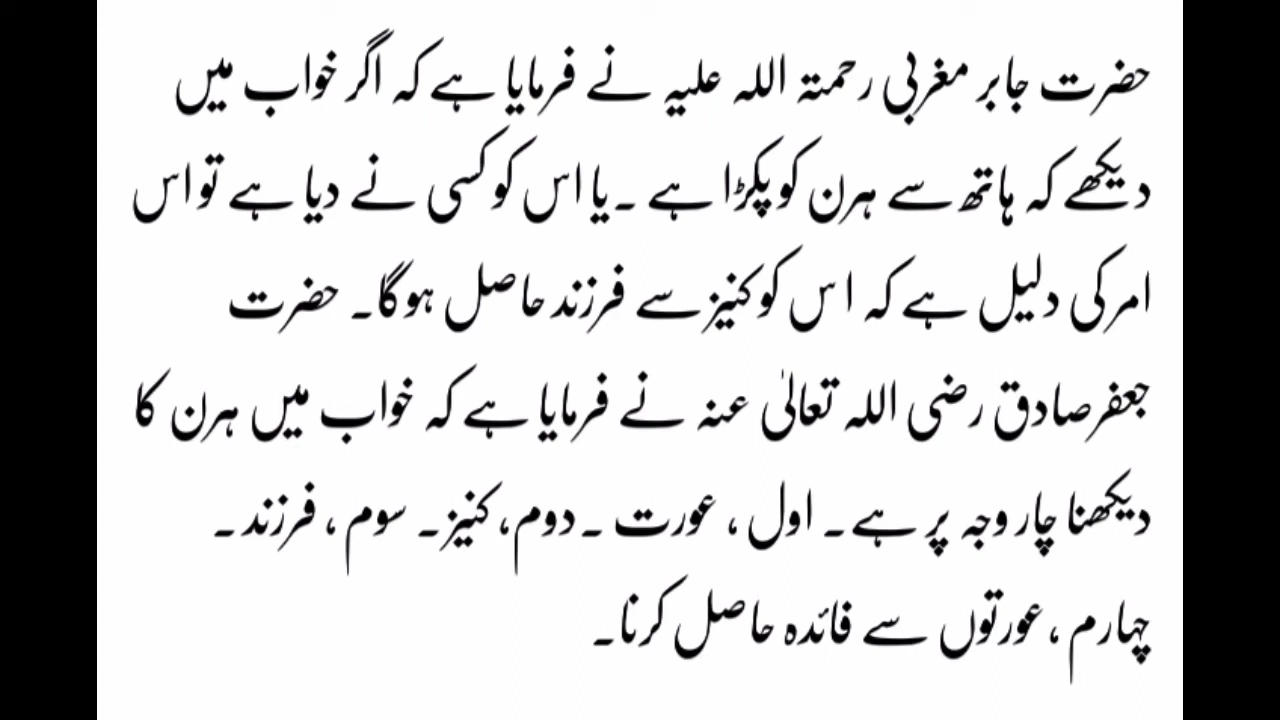 حضرت جابر مغربی رحمتہ اللہ علیہ نے فرمایا ہے کہ اگر خواب میں
دیکھے کہ ہاتھ سے ہرن کو پکڑا ہے ۔یا اس کو کسی نے دیا ہے تو اس
امر کی دلیل ہے کہ ا س کو کنیز سے فرزند حاصل ہوگا۔ حضرت
جعفر صادق رضی اللہ تعالیٰ عنہ نے فرمایا ہے کہ خواب میں ہرن کا
دیکھنا چار وجہ پر ہے۔ اول ، عورت ۔دوم، کنیز۔ سوم ، فرزند۔
چہارم ،عورتوں سے فائدہ حاصل کرنا۔